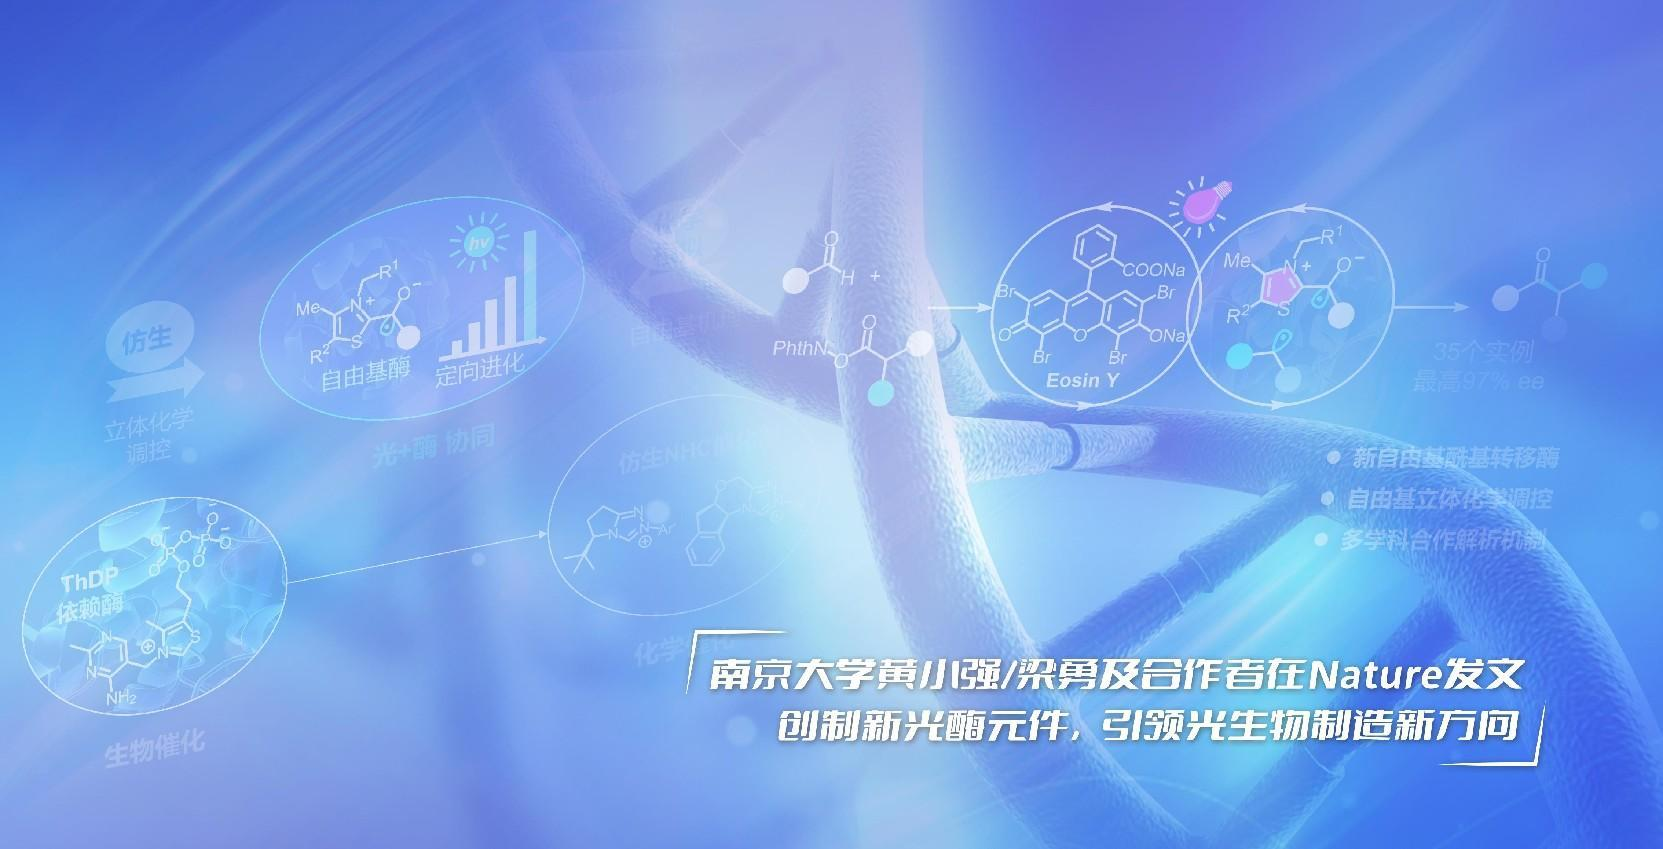 仿生
立体化学
调控
hv
Me
R¹
N+
O⁻
R²
S
自由基酶
定向进化
光+酶 协同
ThDP
依赖酶
O⁻
O
P
N
S
NH₂
生物催化
仿生NHC催化
N
Ar
O
化学催化
O
H +
PhthN
O
O
COONa
Br
Br
O
O
ONa
Br
Br
Eosin Y
Me
R¹
N+
O⁻
R²
S
O
35个实例
最高97% ee
新自由基酰基转移酶
自由基立体化学调控
多学科合作解析机制
南京大学黄小强/梁勇及合作者在Nature发文
创制新光酶元件, 引领光生物制造新方向